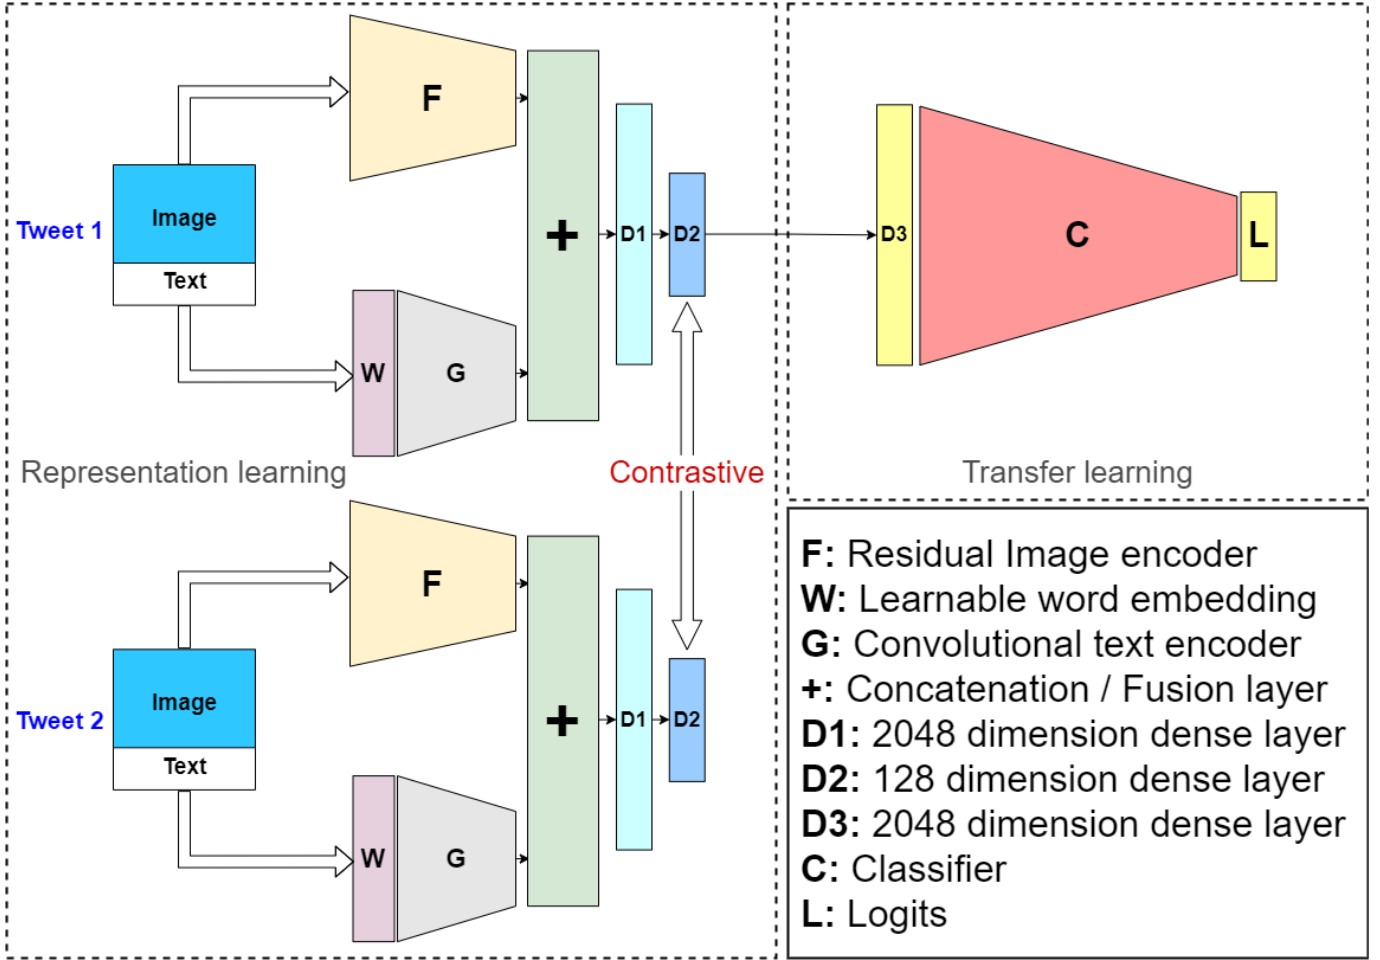 Tweet 1
Image
Text
F
W
G
+
D1
D2
D3
C
L
Representation learning
Contrastive
Transfer learning
Tweet 2
Image
Text
F
W
G
+
D1
D2
F: Residual Image encoder
W: Learnable word embedding
G: Convolutional text encoder
+: Concatenation / Fusion layer
D1: 2048 dimension dense layer
D2: 128 dimension dense layer
D3: 2048 dimension dense layer
C: Classifier
L: Logits